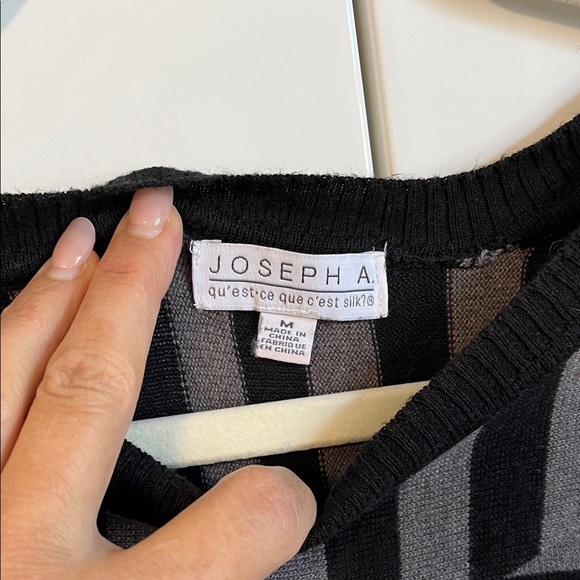 JOSEPH A.
qu'est-ce que c'est silk?®
M
MADE IN
CHINA
FABRIQUE
EN CHINA